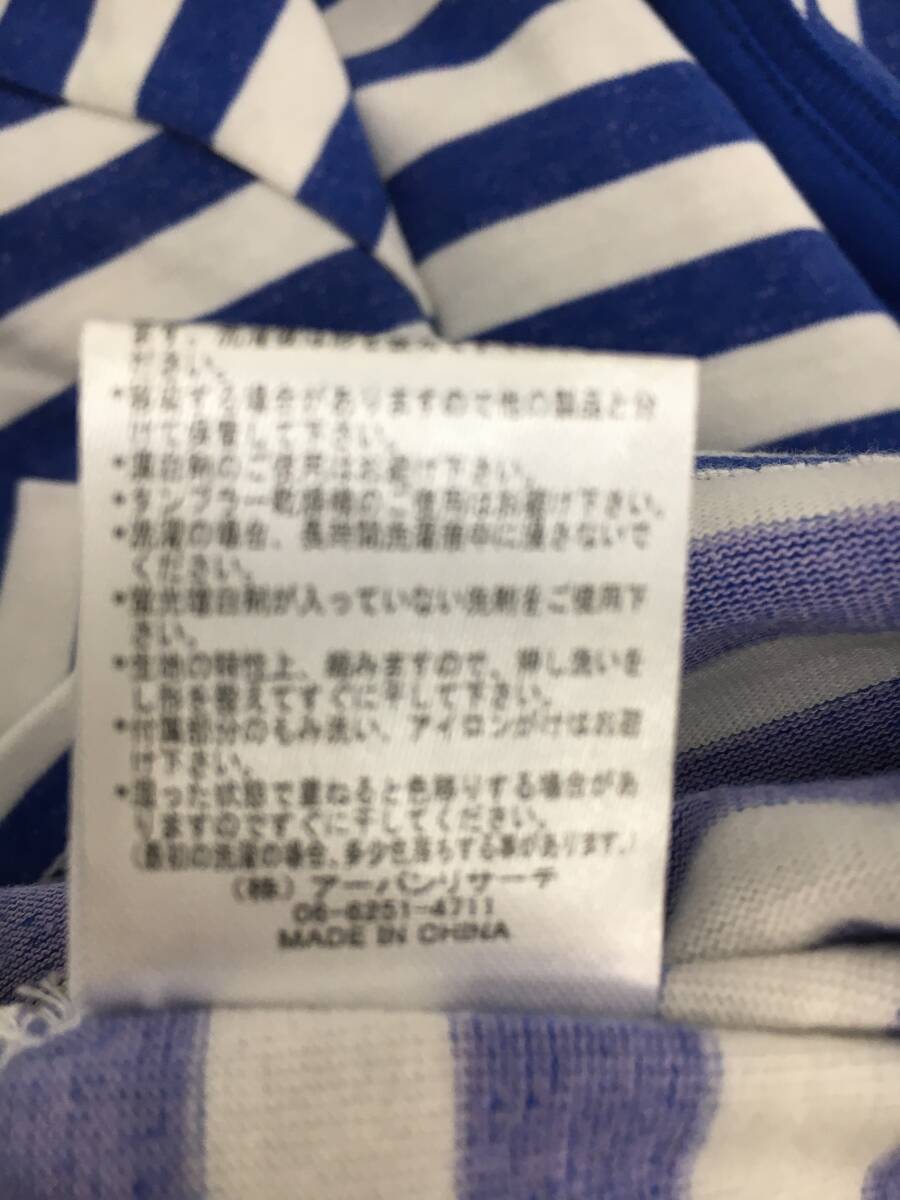 ます。洗濯後は形を整えて
ださい。
*移染する場合がありますので他の製品と分
けて保管して下さい。
*漂白剤のご使用はお避け下さい。
*タンブラー乾燥機のご使用はお避け下さい。
*洗濯の場合、長時間洗濯液中に浸さないで
ください。
*蛍光増白剤が入っていない洗剤をご使用下
さい。
*生地の特性上、縮みますので、押し洗いを
し形を整えてすぐに干して下さい。
*付属部分のもみ洗い、アイロンがけはお避
け下さい。
*湿った状態で重ねると色移りする場合があ
りますのですぐに干してください。
(最初の洗濯の場合、多少色落ちする事があります。)
(株)アーバンリサーチ
06-6251-4711
MADE IN CHINA